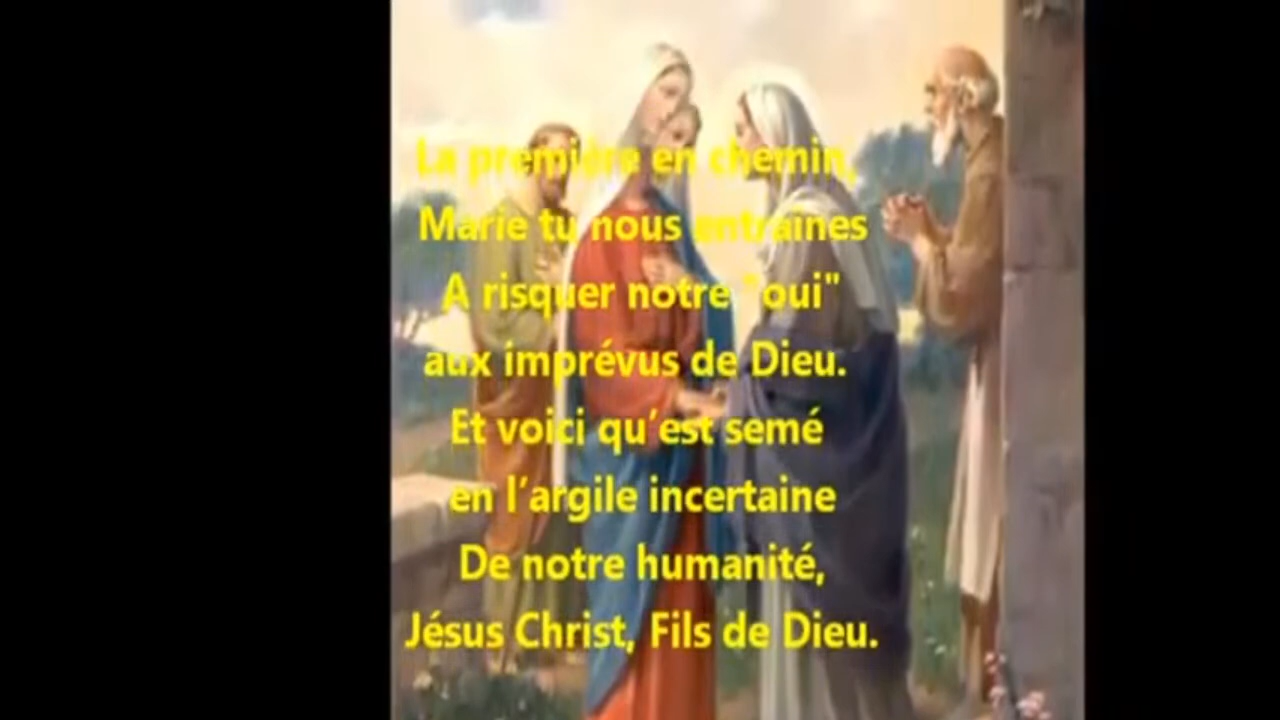 La première en chemin,
Marie tu nous entraînes
A risquer notre "oui"
aux imprévus de Dieu.
Et voici qu’est semé
en l’argile incertaine
De notre humanité,
Jésus Christ, Fils de Dieu.